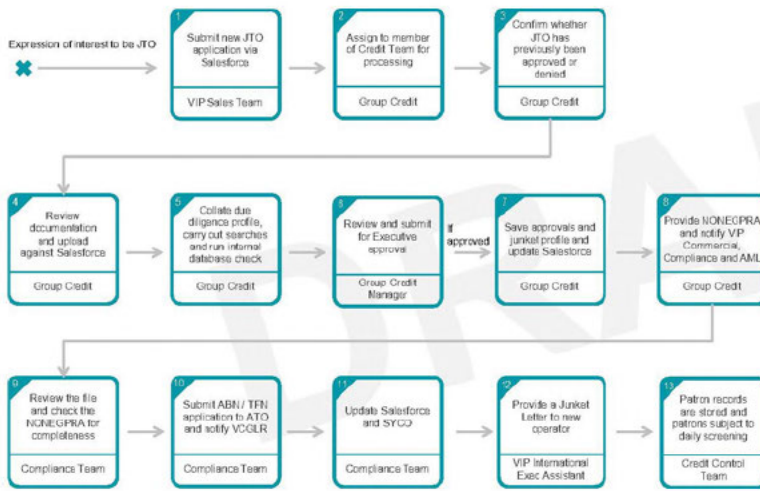 Expression of interest to be JTO
1
Submit new JTO
application via
Salesforce
VIP Sales Team
2
Assign to member
of Credit Team for
processing
Group Credit
3
Confirm whether
JTO has
previously been
approved or
denied
Group Credit
4
Review
documentation
and upload
against Salesforce
Group Credit
5
Collate due
diligence profile,
carry out searches
and run internal
database check
Group Credit
6
Review and submit
for Executive
approval
Group Credit
Manager
If
approved
7
Save approvals and
junket profile and
update Salesforce
Group Credit
8
Provide NONEGPRA
and notify VIP
Commercial,
Compliance and AML
Group Credit
9
Review the file
and check the
NONEGPRA for
completeness
Compliance Team
10
Submit ABN / TFN
application to ATO
and notify VCGLR
Compliance Team
11
Update Salesforce
and SYCO
Compliance Team
12
Provide a Junket
Letter to new
operator
VIP International
Exec Assistant
13
Patron records
are stored and
patrons subject to
daily screening
Credit Control
Team
DRA